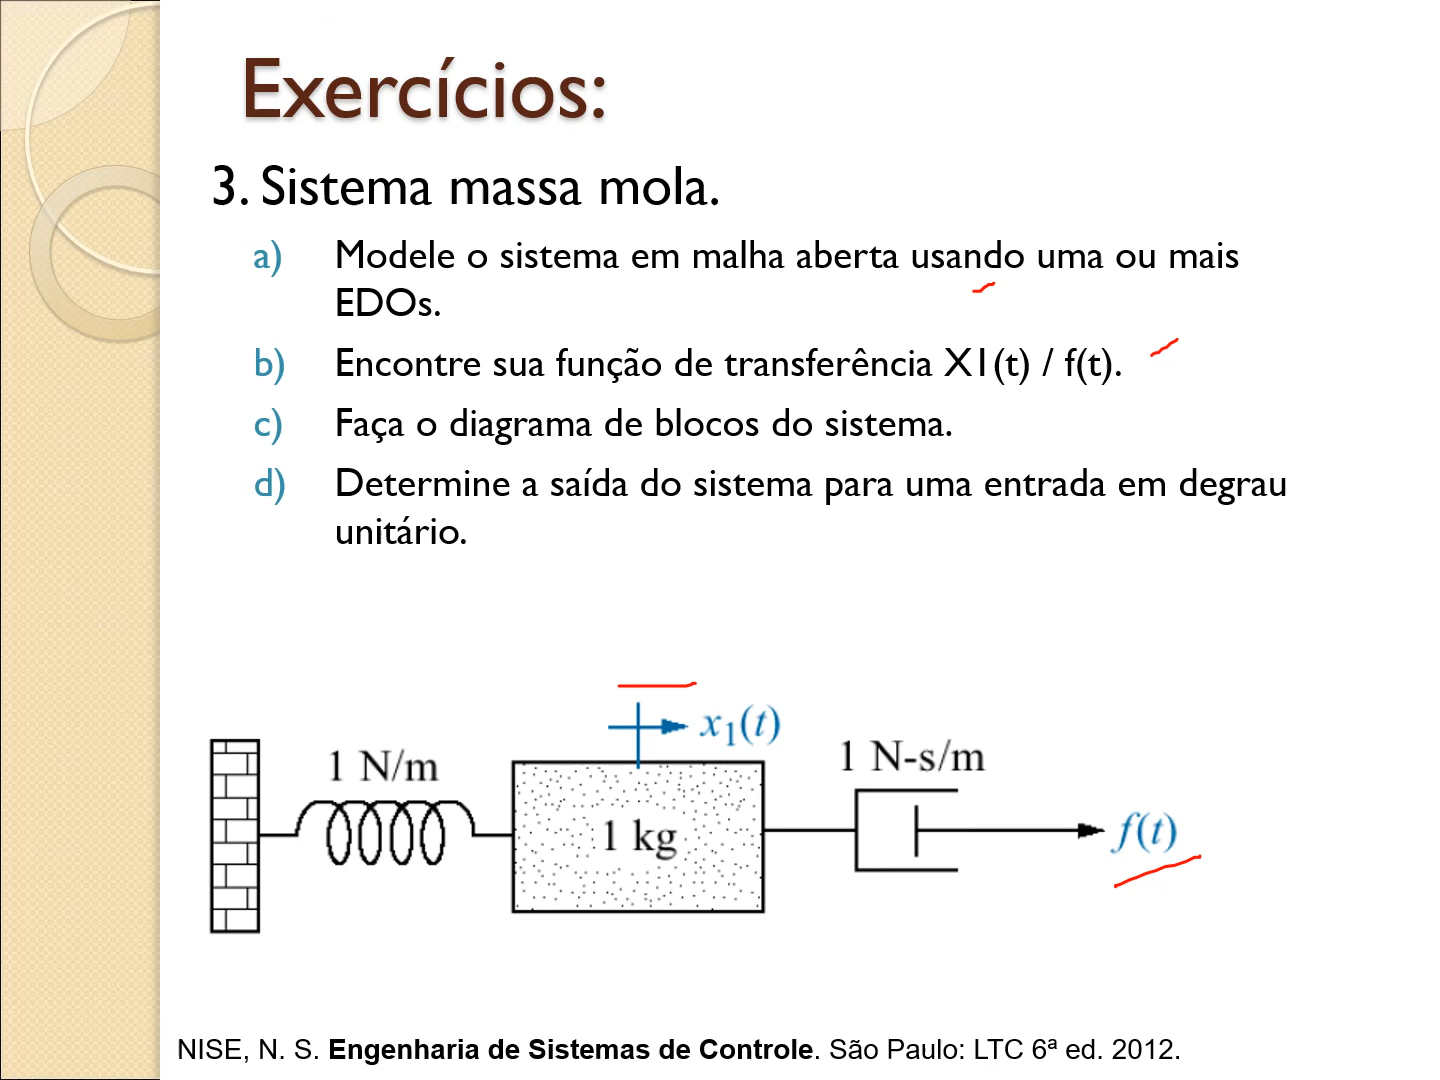 Exercícios:
3. Sistema massa mola.
a) Modele o sistema em malha aberta usando uma ou mais
EDOs.
b) Encontre sua função de transferência X1(t) / f(t).
c) Faça o diagrama de blocos do sistema.
d) Determine a saída do sistema para uma entrada em degrau
unitário.
x1(t)
1 N/m
1 N-s/m
1 kg
f(t)
NISE, N. S. Engenharia de Sistemas de Controle. São Paulo: LTC 6ª ed. 2012.